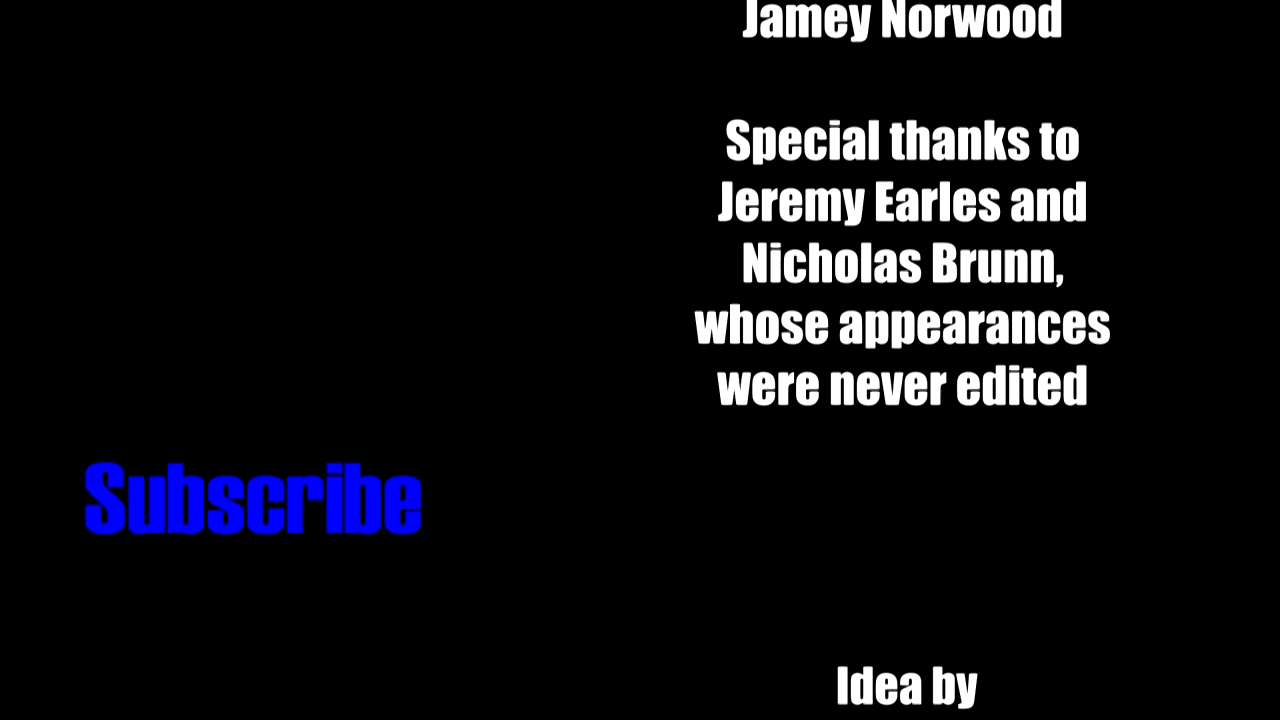 Jamey Norwood
Special thanks to
Jeremy Earles and
Nicholas Brunn,
whose appearances
were never edited
Subscribe
Idea by